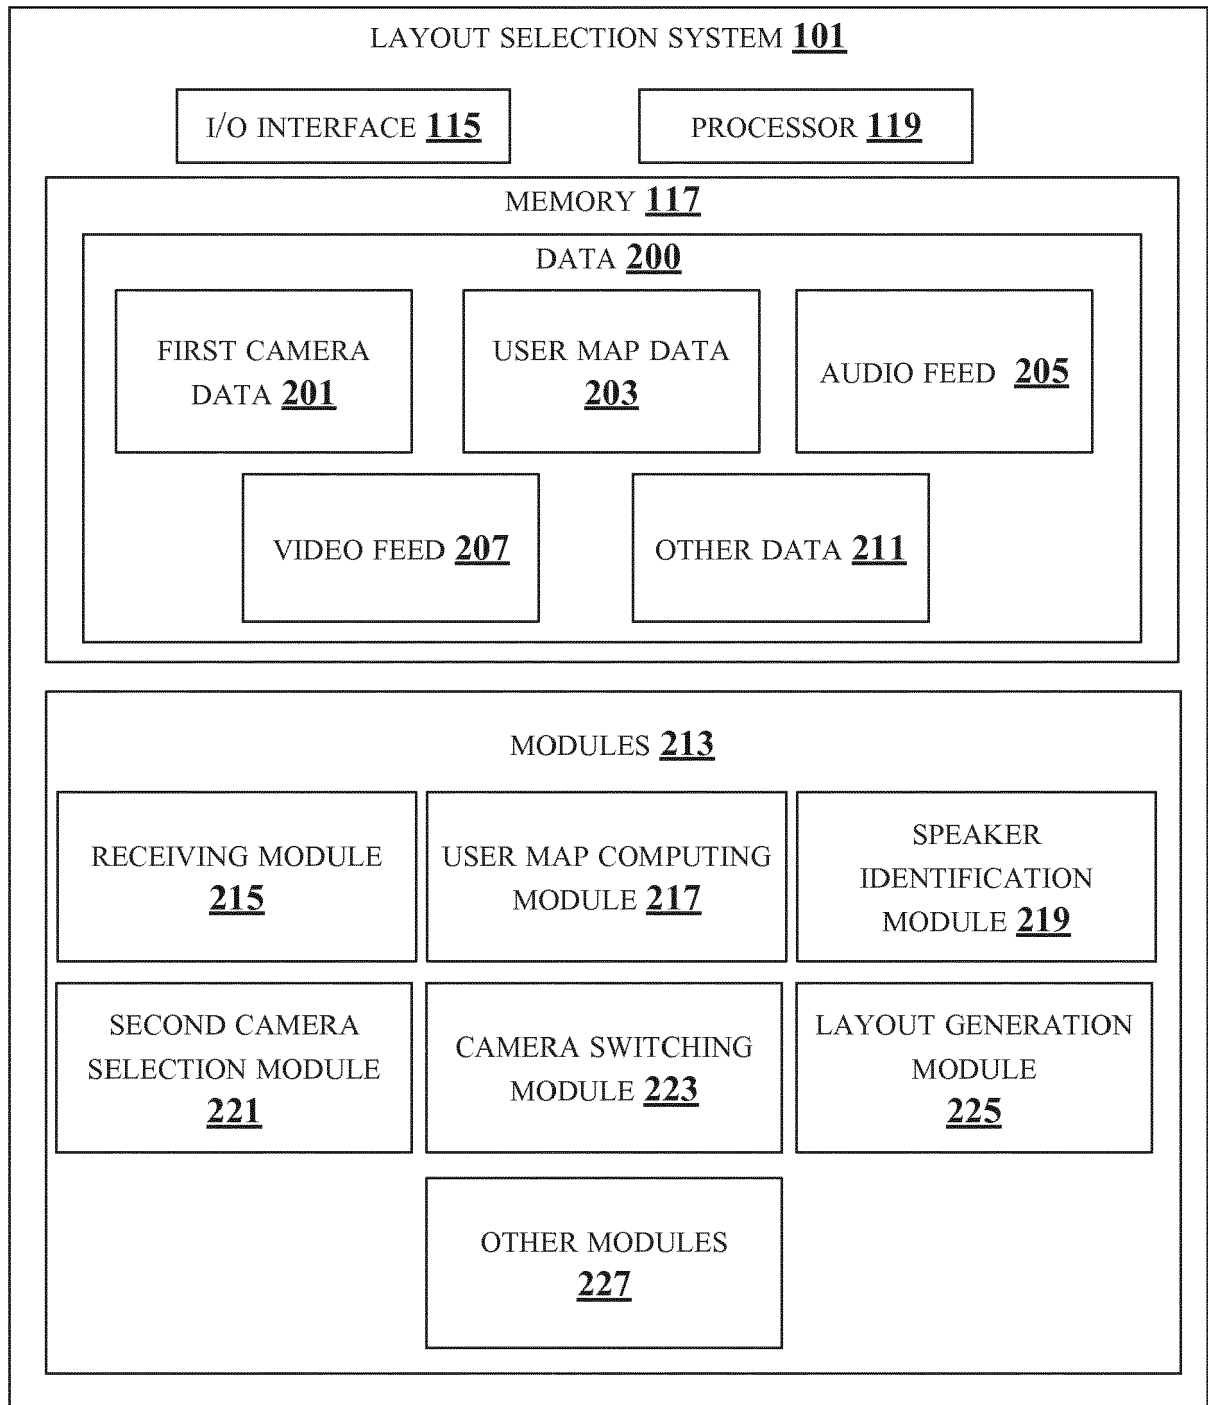 LAYOUT SELECTION SYSTEM 101
I/O INTERFACE 115
PROCESSOR 119
MEMORY 117
DATA 200
FIRST CAMERA
DATA 201
USER MAP DATA
203
AUDIO FEED 205
VIDEO FEED 207
OTHER DATA 211
MODULES 213
RECEIVING MODULE
215
USER MAP COMPUTING
MODULE 217
SPEAKER
IDENTIFICATION
MODULE 219
SECOND CAMERA
SELECTION MODULE
221
CAMERA SWITCHING
MODULE 223
LAYOUT GENERATION
MODULE
225
OTHER MODULES
227